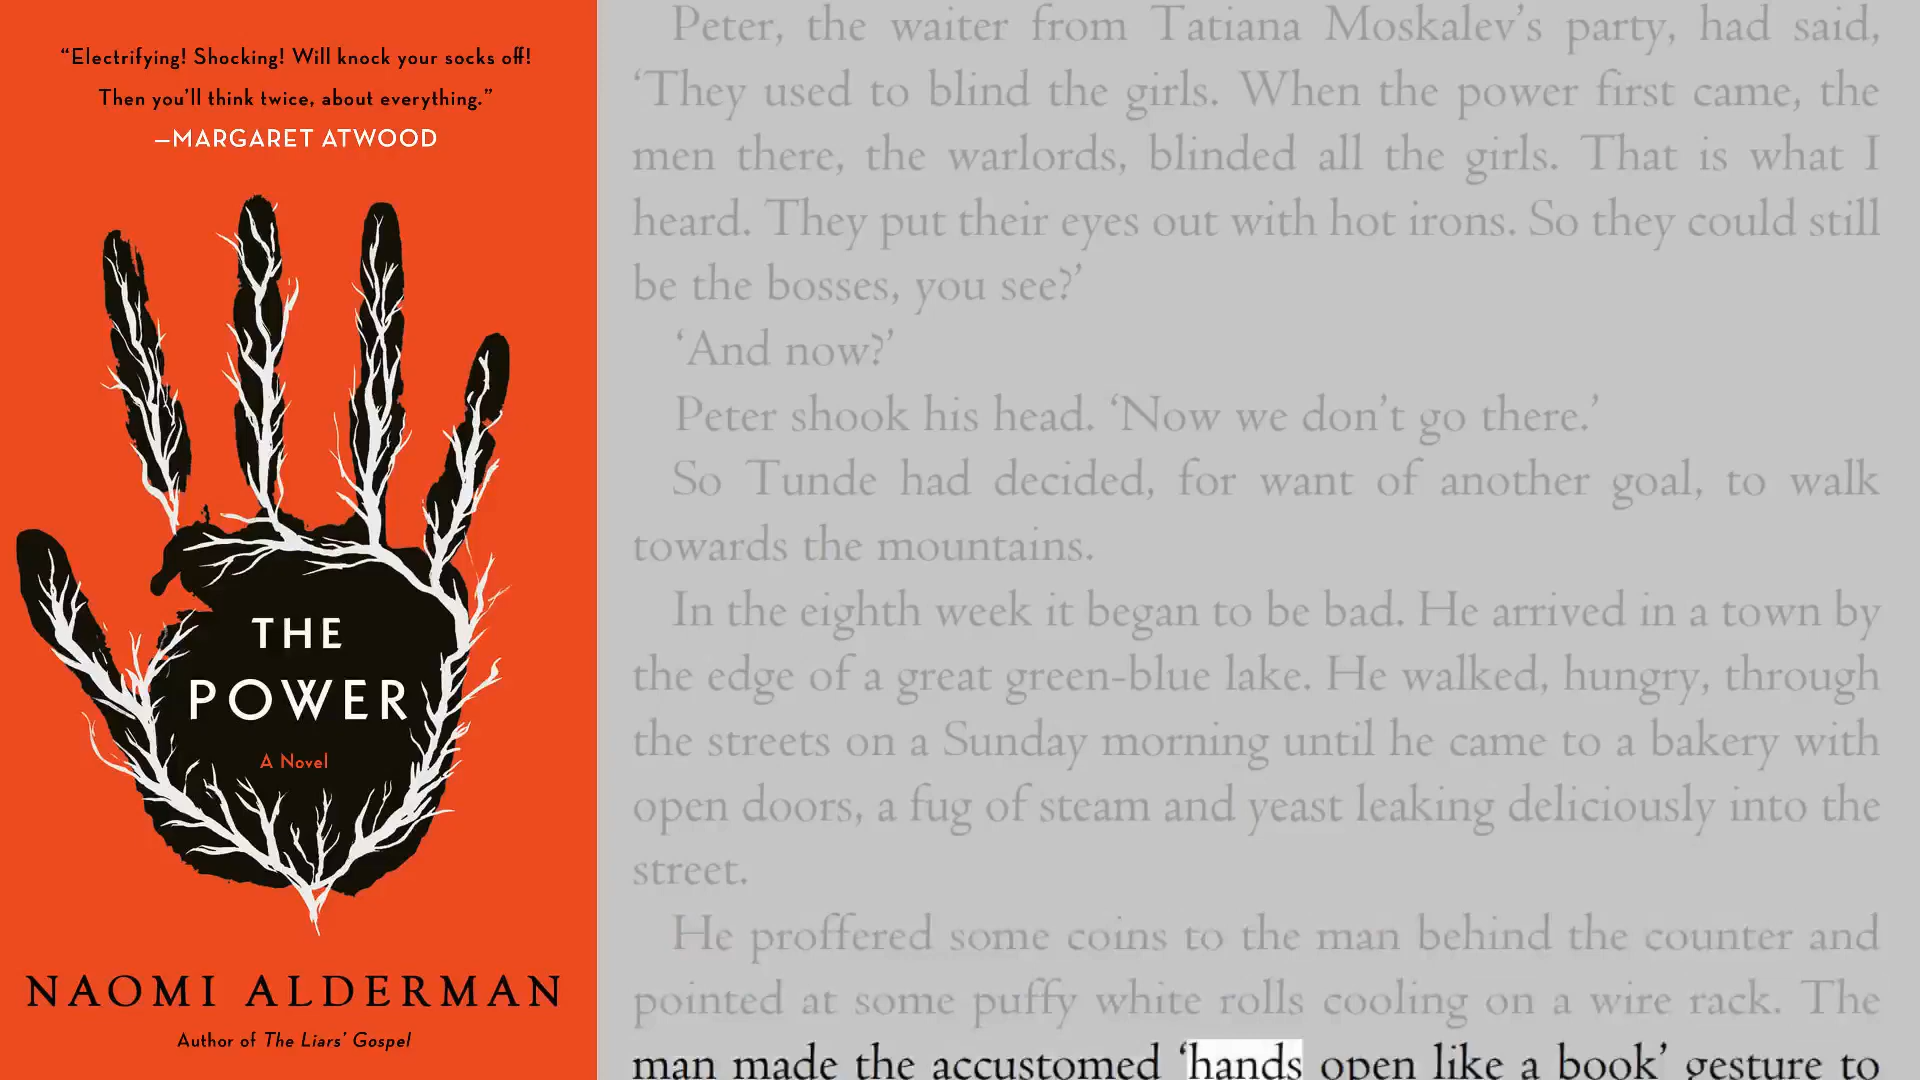 “Electrifying! Shocking! Will knock your socks off!
Then you’ll think twice, about everything.”
—MARGARET ATWOOD
THE
POWER
A Novel
NAOMI ALDERMAN
Author of The Liars’ Gospel
Peter, the waiter from Tatiana Moskalev’s party, had said,
‘They used to blind the girls. When the power first came, the
men there, the warlords, blinded all the girls. That is what I
heard. They put their eyes out with hot irons. So they could still
be the bosses, you see?’
‘And now?’
Peter shook his head. ‘Now we don’t go there.’
So Tunde had decided, for want of another goal, to walk
towards the mountains.
In the eighth week it began to be bad. He arrived in a town by
the edge of a great green-blue lake. He walked, hungry, through
the streets on a Sunday morning until he came to a bakery with
open doors, a fug of steam and yeast leaking deliciously into the
street.
He proffered some coins to the man behind the counter and
pointed at some puffy white rolls cooling on a wire rack. The
man made the accustomed ‘hands open like a book’ gesture to